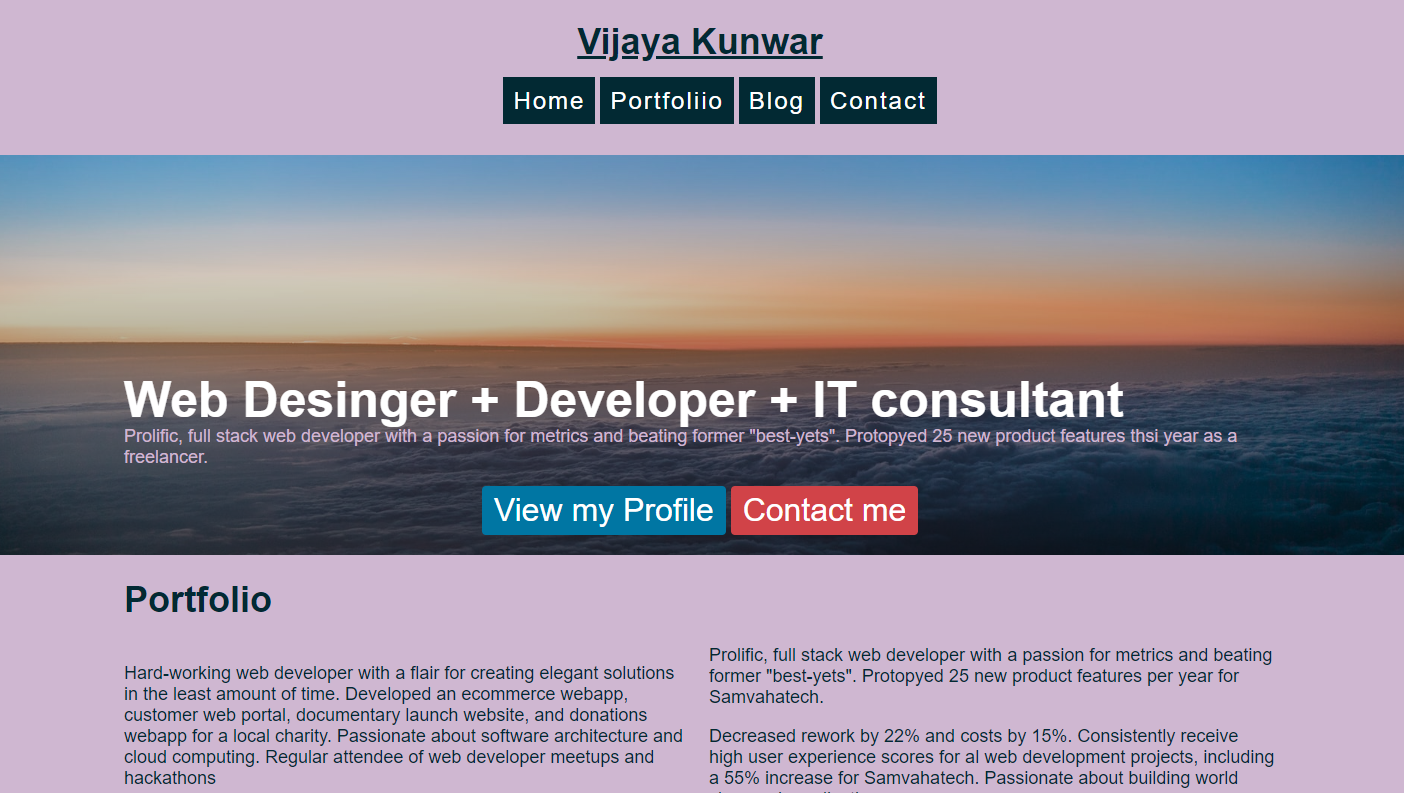 Vijaya Kunwar
Home Portfoliio Blog Contact
Web Desinger + Developer + IT consultant
Prolific, full stack web developer with a passion for metrics and beating former "best-yets". Protopyed 25 new product features thsi year as a
freelancer.
View my Profile Contact me
Portfolio
Hard-working web developer with a flair for creating elegant solutions
in the least amount of time. Developed an ecommerce webapp,
customer web portal, documentary launch website, and donations
webapp for a local charity. Passionate about software architecture and
cloud computing. Regular attendee of web developer meetups and
hackathons
Prolific, full stack web developer with a passion for metrics and beating
former "best-yets". Protopyed 25 new product features per year for
Samvahatech.
Decreased rework by 22% and costs by 15%. Consistently receive
high user experience scores for al web development projects, including
a 55% increase for Samvahatech. Passionate about building world